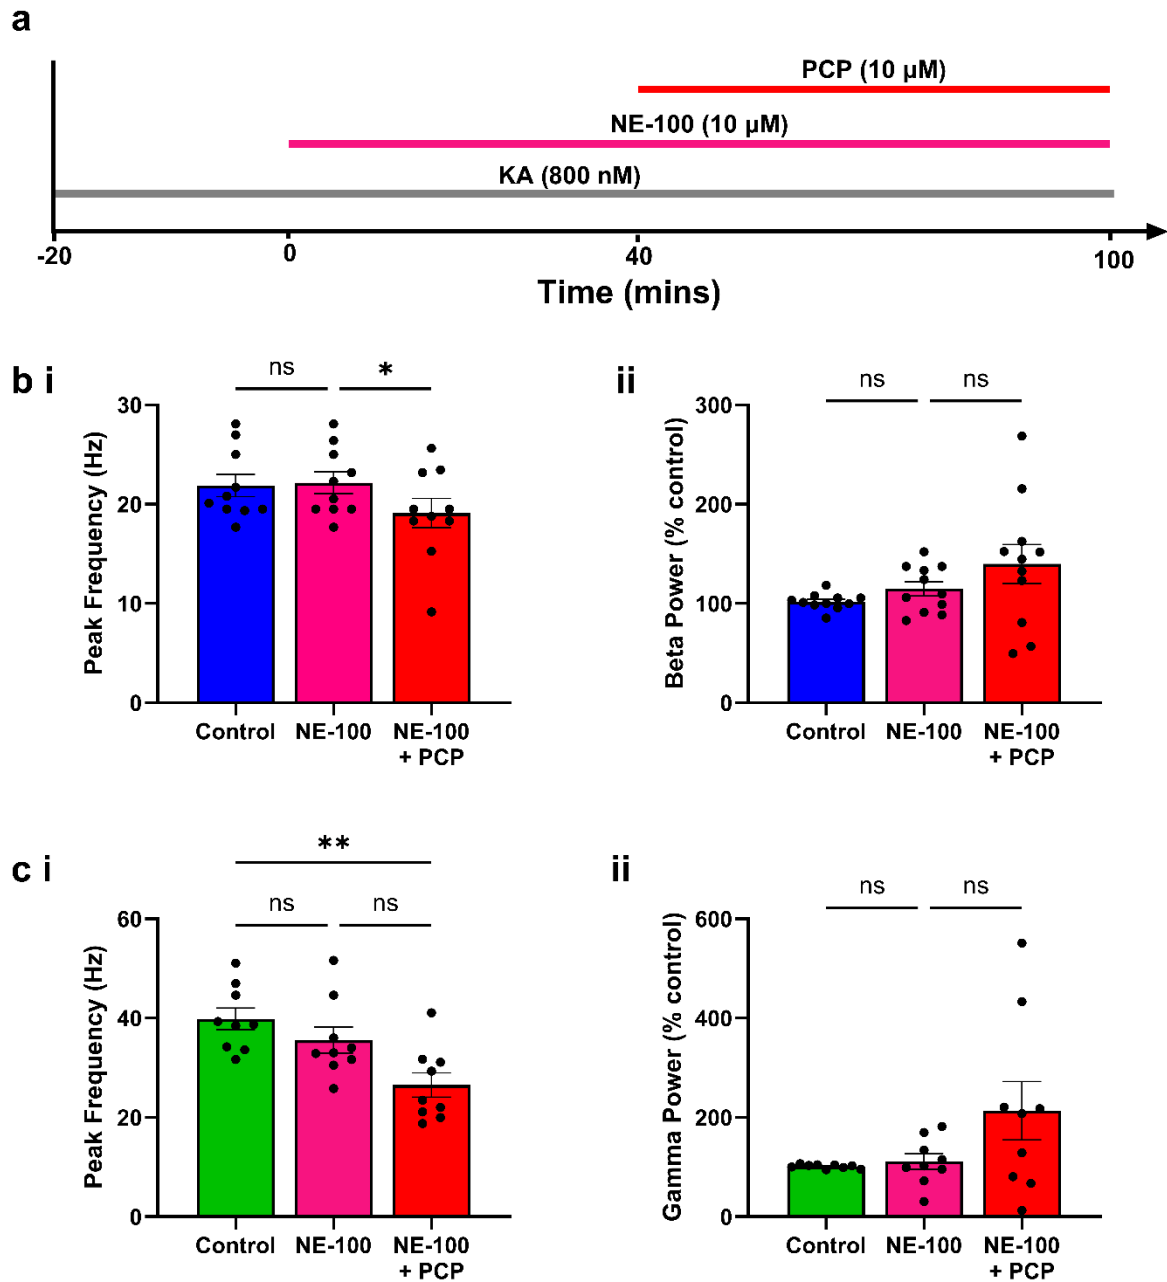 a
PCP (10 µM)
NE-100 (10 µM)
KA (800 nM)
-20
0
40
100
Time (mins)
b i
ns
*
Peak Frequency (Hz)
30
20
10
0
Control
NE-100
NE-100
+ PCP
ii
ns
ns
Beta Power (% control)
300
200
100
0
Control
NE-100
NE-100
+ PCP
c i
**
ns
ns
Peak Frequency (Hz)
60
40
20
0
Control
NE-100
NE-100
+ PCP
ii
ns
ns
Gamma Power (% control)
600
400
200
0
Control
NE-100
NE-100
+ PCP